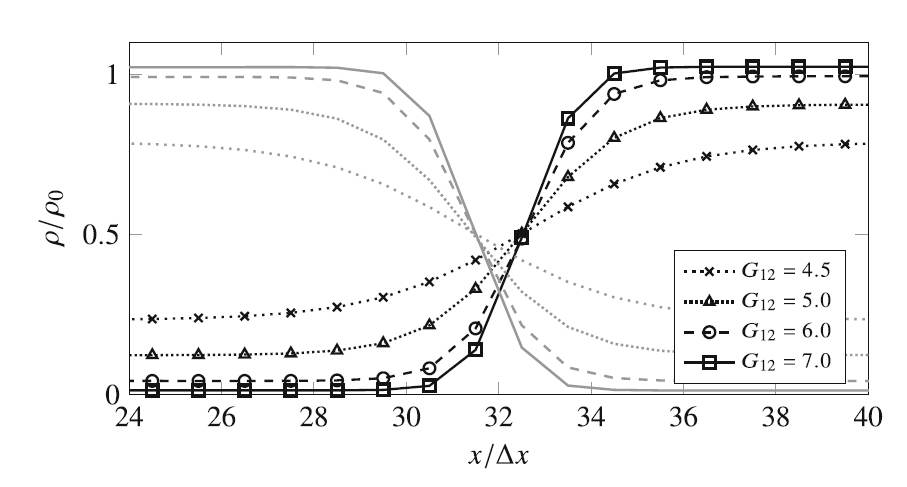 1
0.5
0
ρ/ρ₀
24 26 28 30 32 34 36 38 40
x/Δx
G₁₂ = 4.5
G₁₂ = 5.0
G₁₂ = 6.0
G₁₂ = 7.0